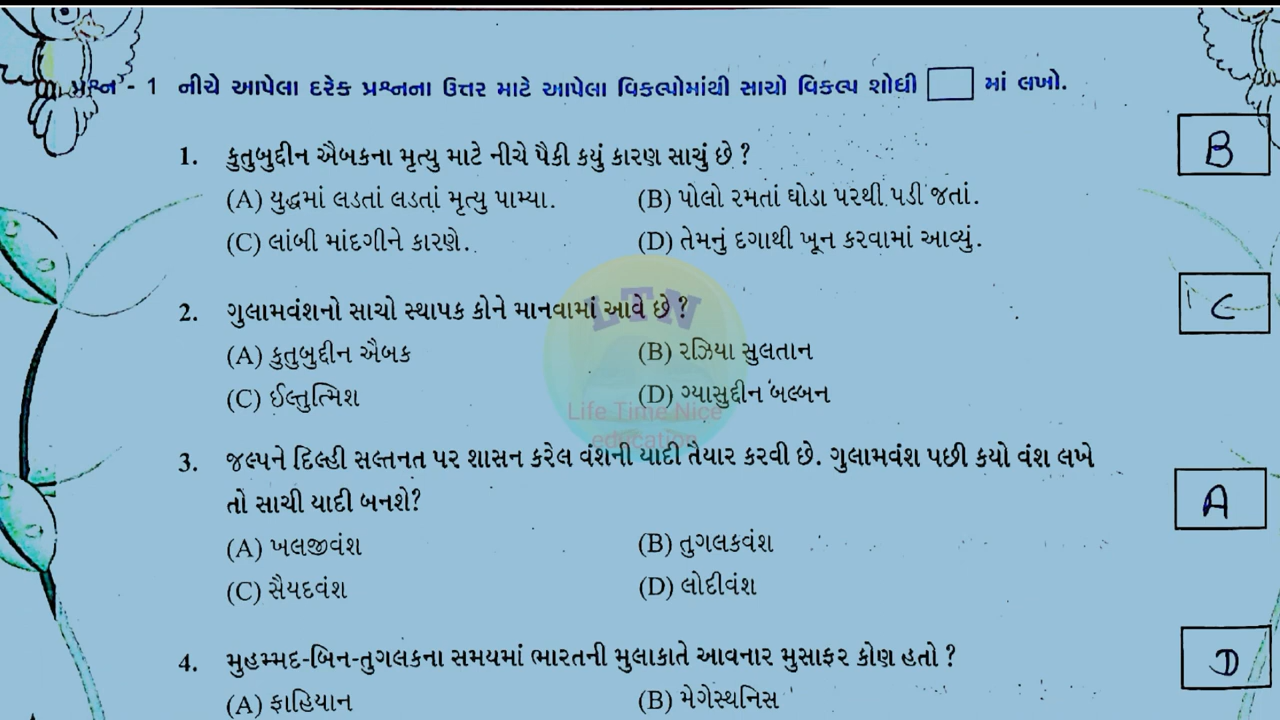 પ્રશ્ન - 1 નીચે આપેલા દરેક પ્રશ્નના ઉત્તર માટે આપેલા વિકલ્પોમાંથી સાચો વિકલ્પ શોધી માં લખો.
1. કુતુબુદ્દીન ઐબકના મૃત્યુ માટે નીચે પૈકી કયું કારણ સાચું છે ? B
(A) યુદ્ધમાં લડતાં લડતાં મૃત્યુ પામ્યા. (B) પોલો રમતાં ઘોડા પરથી પડી જતાં.
(C) લાંબી માંદગીને કારણે. (D) તેમનું દગાથી ખૂન કરવામાં આવ્યું.
2. ગુલામવંશનો સાચો સ્થાપક કોને માનવામાં આવે છે ? C
(A) કુતુબુદ્દીન ઐબક (B) રઝિયા સુલતાન
(C) ઈલ્તુત્મિશ (D) ગ્યાસુદ્દીન બલ્બન
LTN
Life Time Nice
education
3. જલ્પને દિલ્હી સલ્તનત પર શાસન કરેલ વંશની યાદી તૈયાર કરવી છે. ગુલામવંશ પછી કયો વંશ લખે
તો સાચી યાદી બનશે? A
(A) ખલજીવંશ (B) તુગલકવંશ
(C) સૈયદવંશ (D) લોદીવંશ
4. મુહમ્મદ-બિન-તુગલકના સમયમાં ભારતની મુલાકાતે આવનાર મુસાફર કોણ હતો ? D
(A) ફાહિયાન (B) મેગેસ્થનિસ